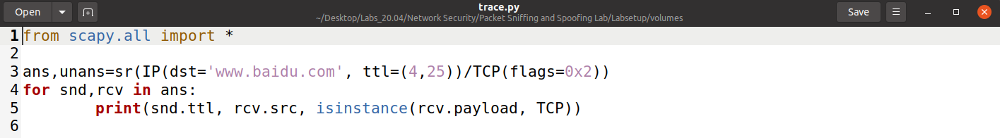 Open
trace.py
~/Desktop/Labs_20.04/Network Security/Packet Sniffing and Spoofing Lab/Labsetup/volumes
Save
1 from scapy.all import *
2
3 ans,unans=sr(IP(dst='www.baidu.com', ttl=(4,25))/TCP(flags=0x2))
4 for snd,rcv in ans:
5         print(snd.ttl, rcv.src, isinstance(rcv.payload, TCP))
6